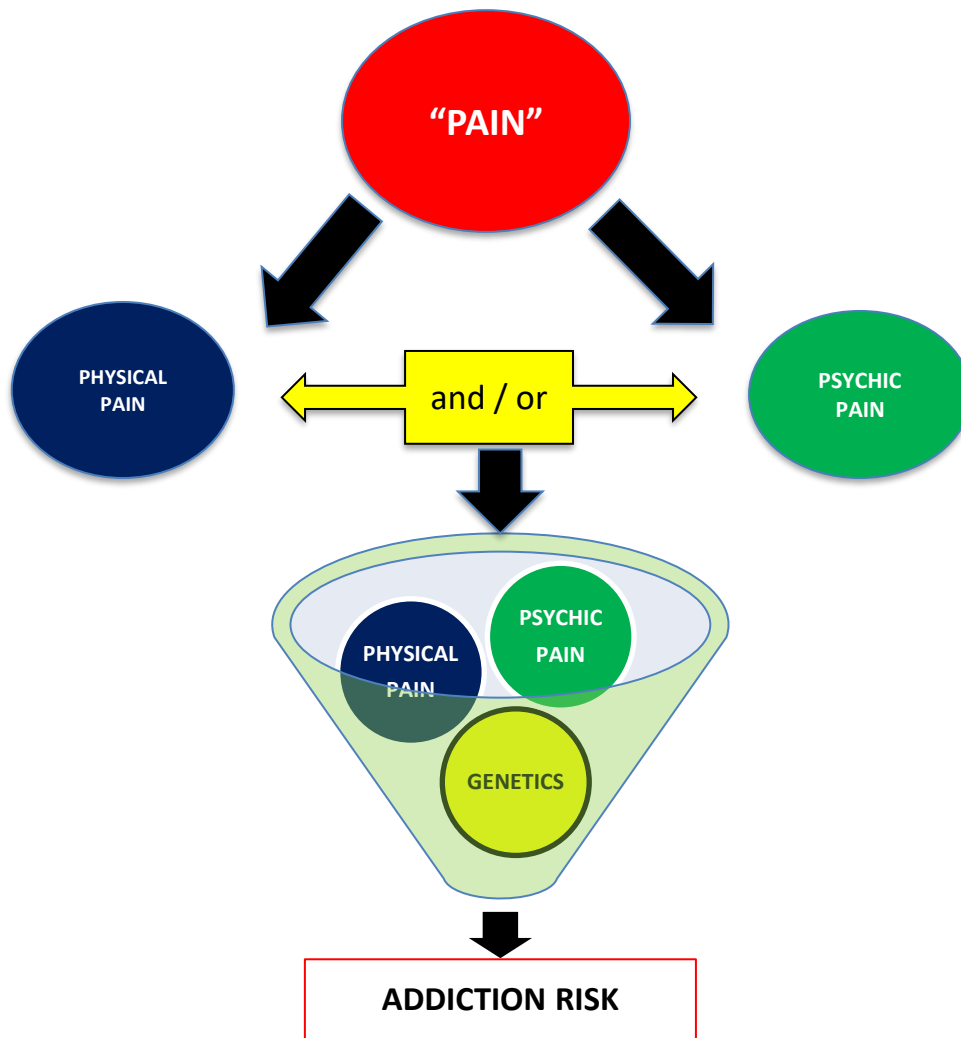 “PAIN”
PHYSICAL
PAIN
and / or
PSYCHIC
PAIN
PSYCHIC
PAIN
PHYSICAL
PAIN
GENETICS
ADDICTION RISK